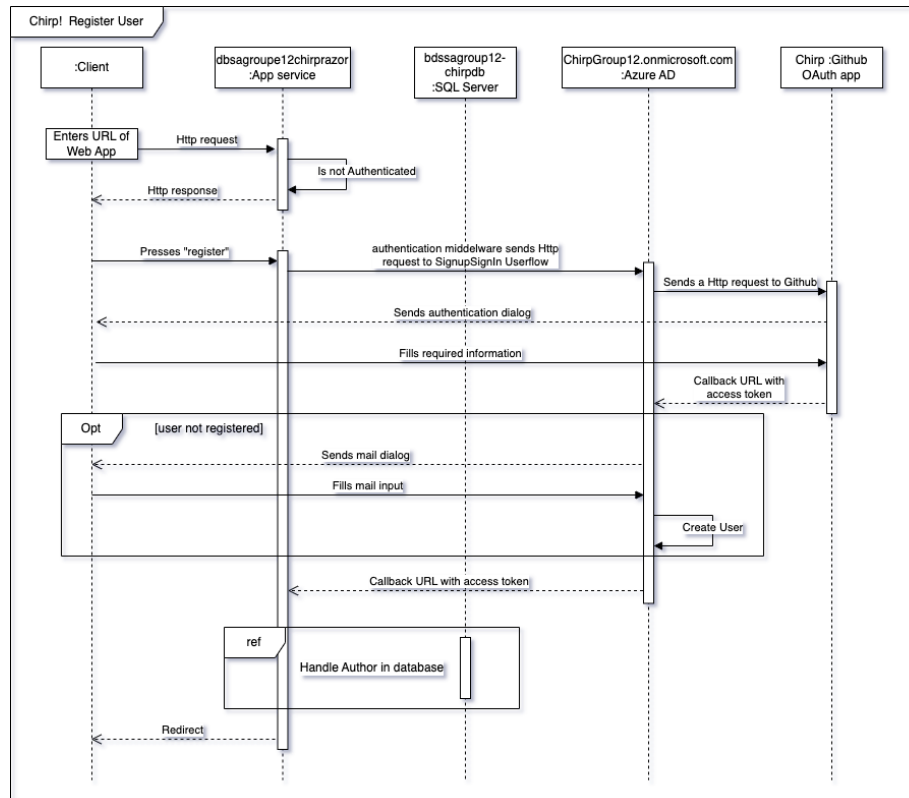 Chirp!  Register User
:Client
dbsagroupe12chirprazor
:App service
bdssagroup12-
chirpdb
:SQL Server
ChirpGroup12.onmicrosoft.com
:Azure AD
Chirp :Github
OAuth app
Enters URL of
Web App
Http request
Is not Authenticated
Http response
Presses "register"
authentication middelware sends Http
request to SignupSignIn Userflow
Sends a Http request to Github
Sends authentication dialog
Fills required information
Callback URL with
access token
Opt
[user not registered]
Sends mail dialog
Fills mail input
Create User
Callback URL with access token
ref
Handle Author in database
Redirect